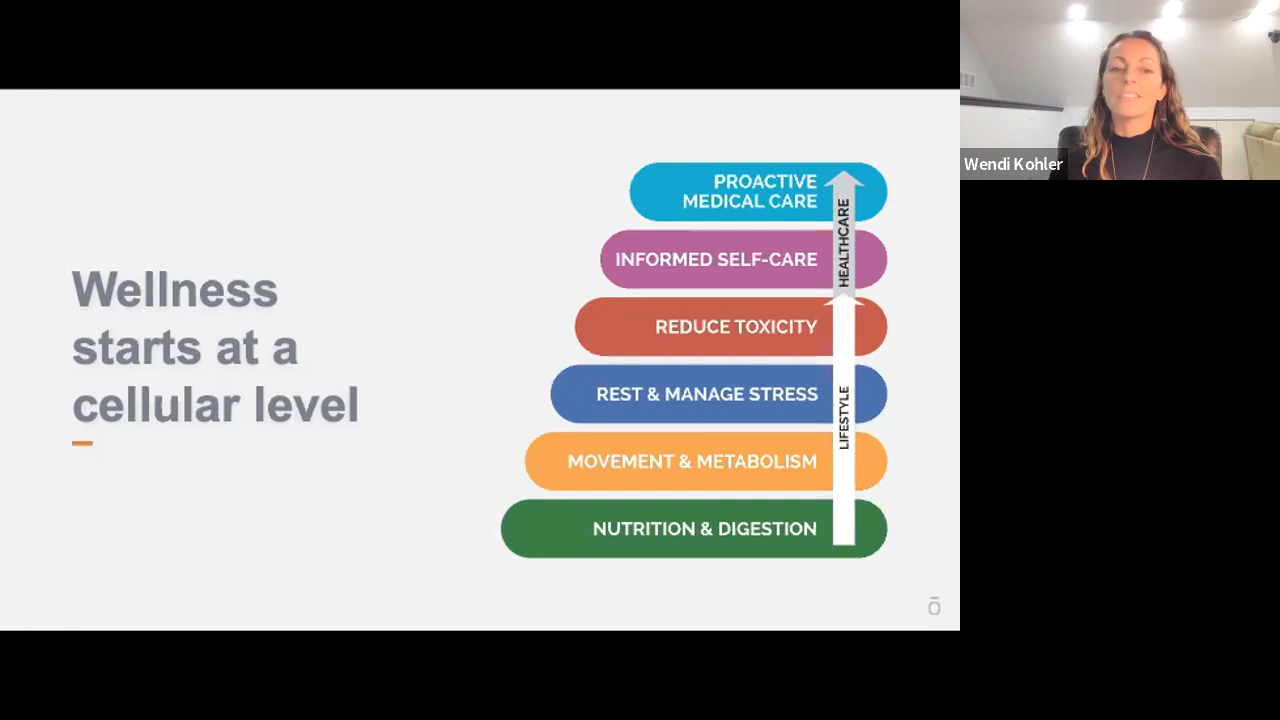 Wellness
starts at a
cellular level
PROACTIVE
MEDICAL CARE
INFORMED SELF-CARE
REDUCE TOXICITY
REST & MANAGE STRESS
MOVEMENT & METABOLISM
NUTRITION & DIGESTION
HEALTHCARE
LIFESTYLE
ō
Wendi Kohler